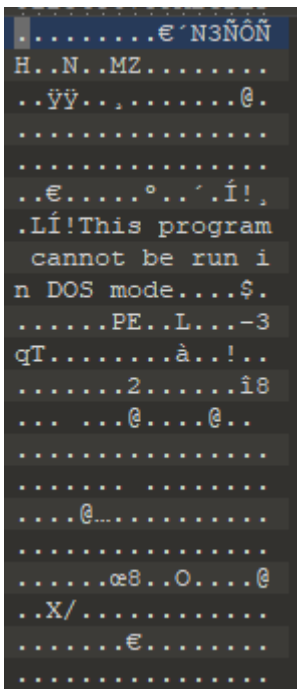 .........€´N3ÑÔÑ
H..N..MZ........
..ÿÿ..¸.......@.
................
................
..€.....º..´.Í!¸
.LÍ!This program
 cannot be run i
n DOS mode....$.
......PE..L...–3
qT........à..!..
.......2......î8
... ...@....@..
................
....... ........
....@…..........
................
......œ8..O....@
..X/............
.......€........
................